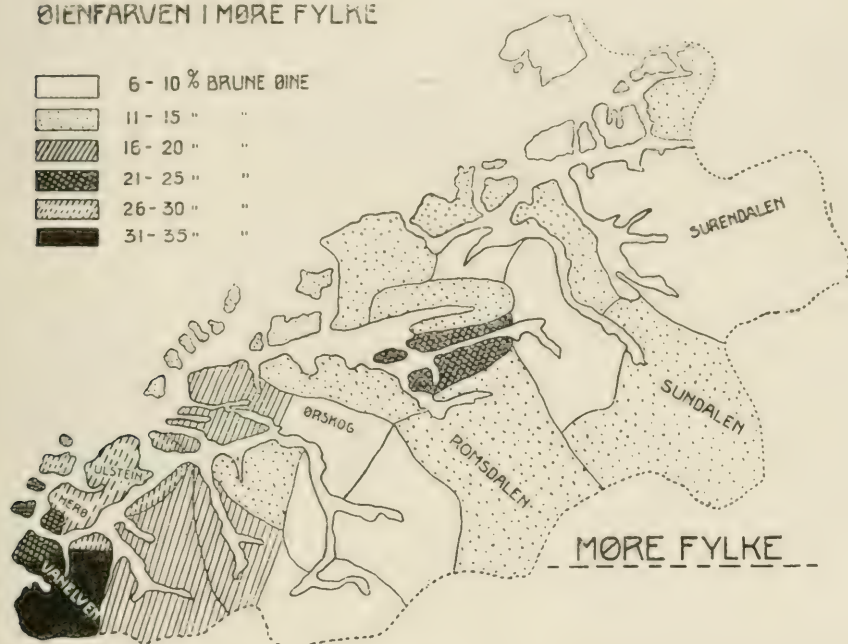 ØIENFARVEN I MØRE FYLKE
6 - 10 % BRUNE ØINE
11 - 15 " "
16 - 20 " "
21 - 25 " "
26 - 30 " "
31 - 35 " "
SURENDALEN
SUNDALEN
ROMSDALEN
ØRSKOG
ULSTEIN
HERØ
VANELVEN
MØRE FYLKE